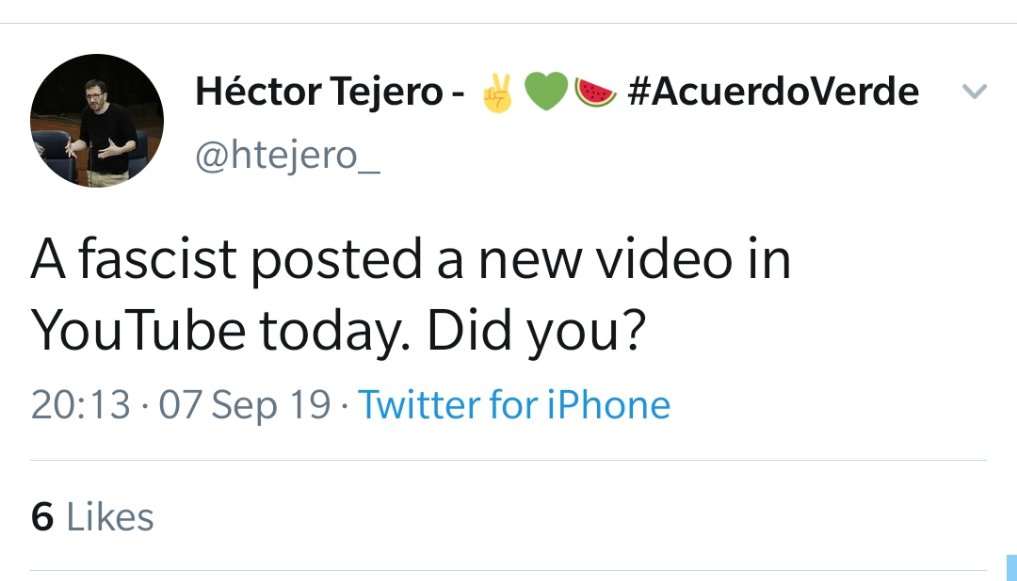 Héctor Tejero - ✌️💚🍉 #AcuerdoVerde
@htejero_
A fascist posted a new video in
YouTube today. Did you?
20:13 · 07 Sep 19 · Twitter for iPhone
6 Likes